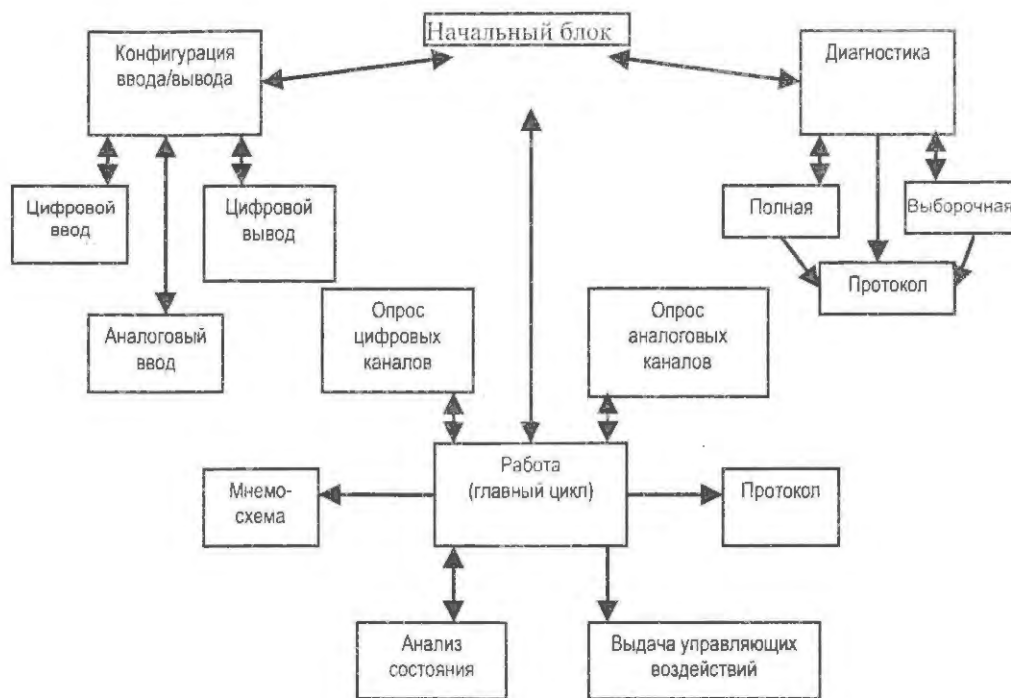 Начальный блок
Конфигурация
ввода/вывода
Диагностика
Цифровой
ввод
Цифровой
вывод
Полная
Выборочная
Протокол
Аналоговый
ввод
Опрос
цифровых
каналов
Опрос
аналоговых
каналов
Работа
(главный цикл)
Мнемо-
схема
Протокол
Анализ
состояния
Выдача управляющих
воздействий